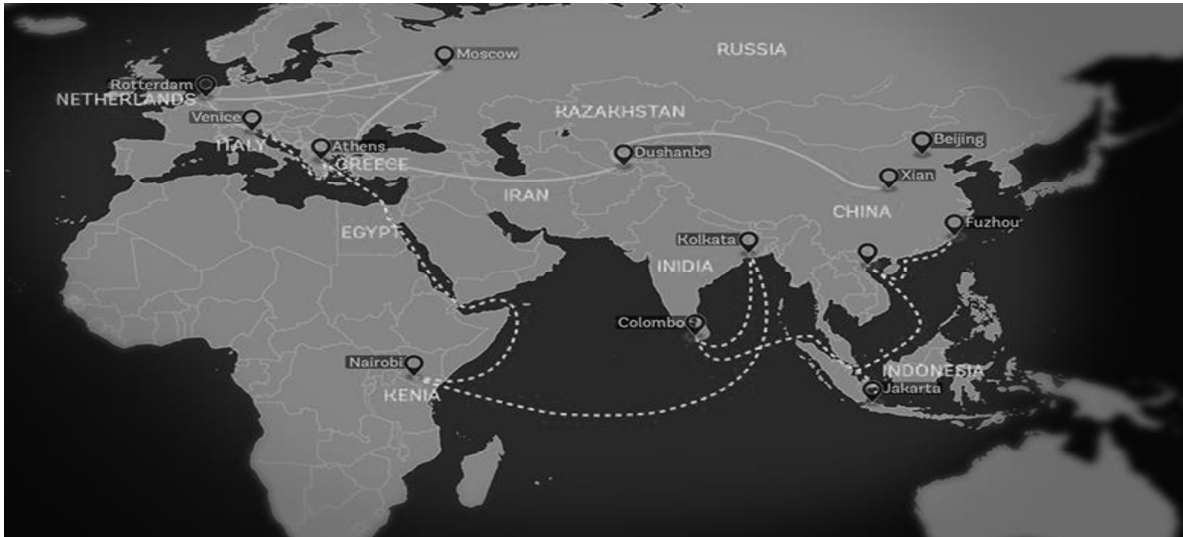 Moscow
RUSSIA
Rotterdam
NETHERLANDS
Venice
ITALY
Athens
GREECE
KAZAKHSTAN
Dushanbe
Beijing
Xian
IRAN
CHINA
EGYPT
Kolkata
Fuzhou
INIDIA
Colombo
Nairobi
KENIA
INDONESIA
Jakarta